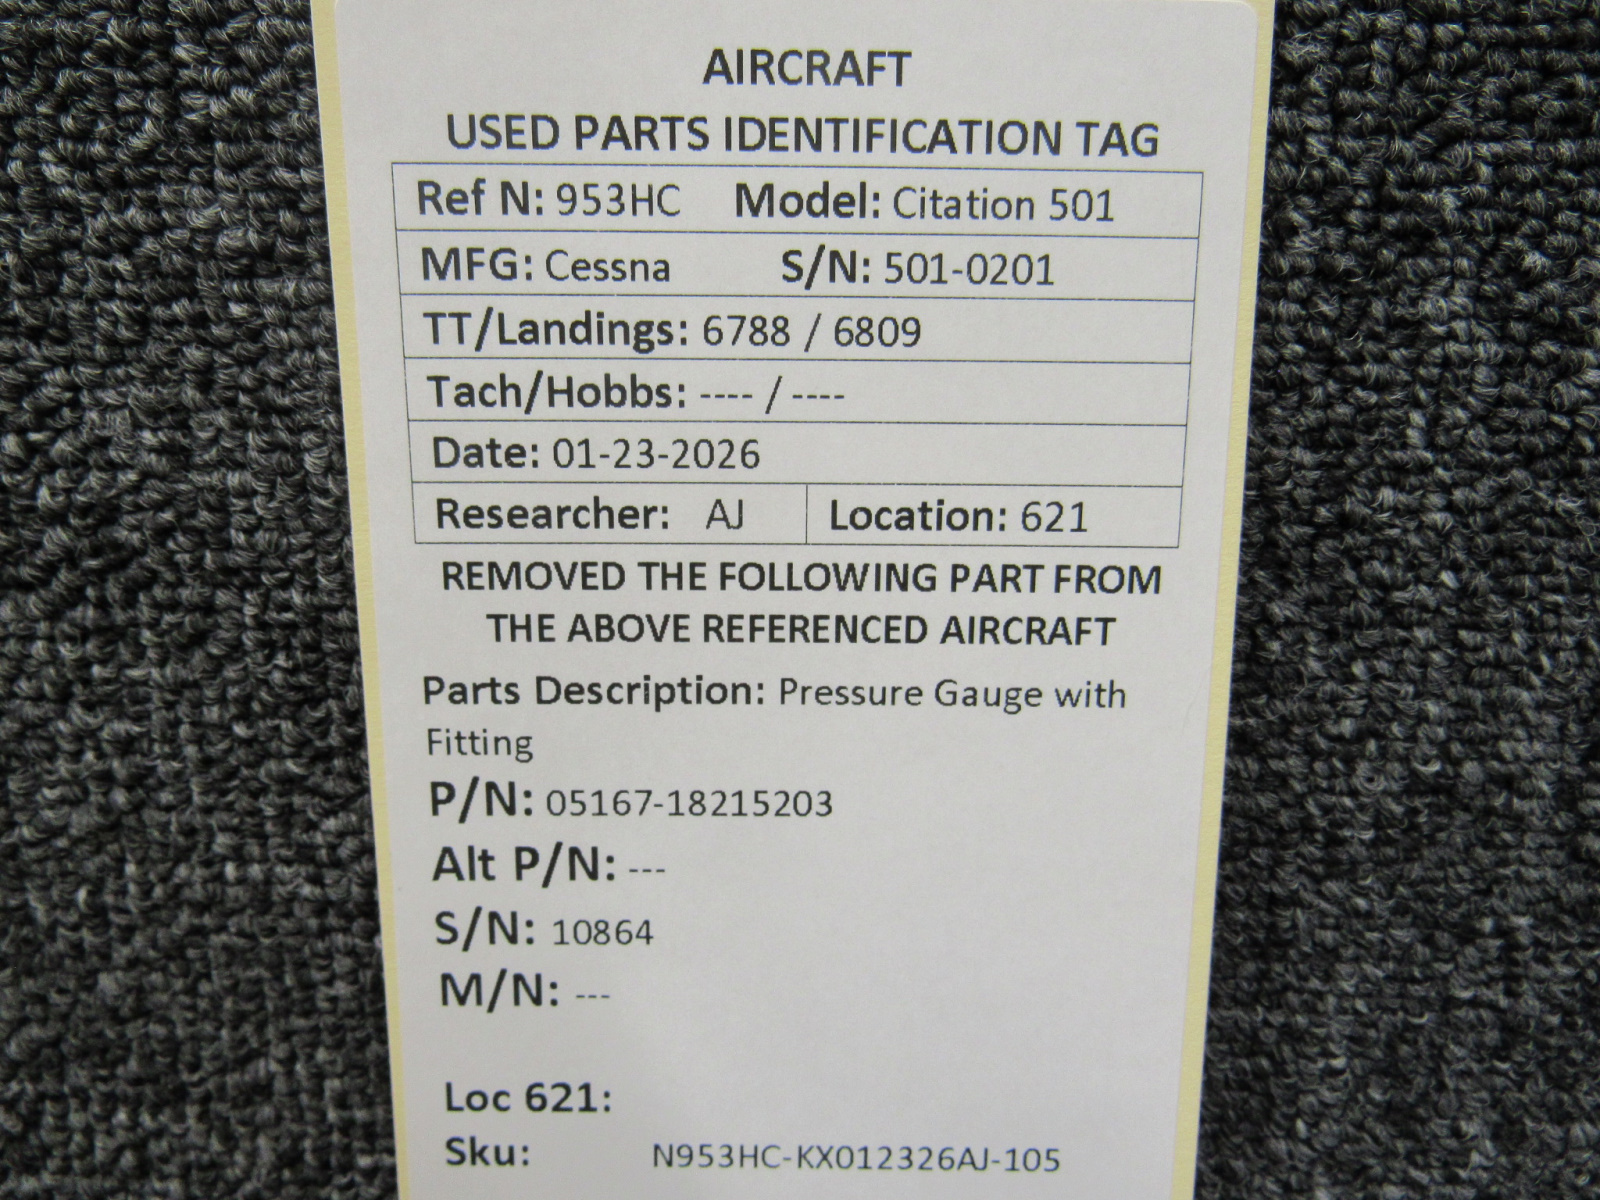 AIRCRAFT
USED PARTS IDENTIFICATION TAG
Ref N: 953HC Model: Citation 501
MFG: Cessna S/N: 501-0201
TT/Landings: 6788 / 6809
Tach/Hobbs: ---- / ----
Date: 01-23-2026
Researcher: AJ Location: 621
REMOVED THE FOLLOWING PART FROM
THE ABOVE REFERENCED AIRCRAFT
Parts Description: Pressure Gauge with
Fitting
P/N: 05167-18215203
Alt P/N: ---
S/N: 10864
M/N: ---
Loc 621:
Sku: N953HC-KX012326AJ-105